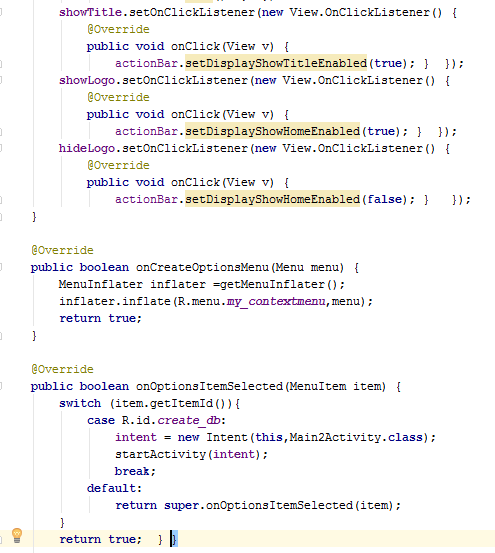 showTitle.setOnClickListener(new View.OnClickListener() {
@Override
public void onClick(View v) {
actionBar.setDisplayShowTitleEnabled(true); }  });
showLogo.setOnClickListener(new View.OnClickListener() {
@Override
public void onClick(View v) {
actionBar.setDisplayShowHomeEnabled(true); }  });
hideLogo.setOnClickListener(new View.OnClickListener() {
@Override
public void onClick(View v) {
actionBar.setDisplayShowHomeEnabled(false); }   });
}
@Override
public boolean onCreateOptionsMenu(Menu menu) {
MenuInflater inflater =getMenuInflater();
inflater.inflate(R.menu.my_contextmenu,menu);
return true;
}
@Override
public boolean onOptionsItemSelected(MenuItem item) {
switch (item.getItemId()){
case R.id.create_db:
intent = new Intent(this,Main2Activity.class);
startActivity(intent);
break;
default:
return super.onOptionsItemSelected(item);
}
return true;  } }